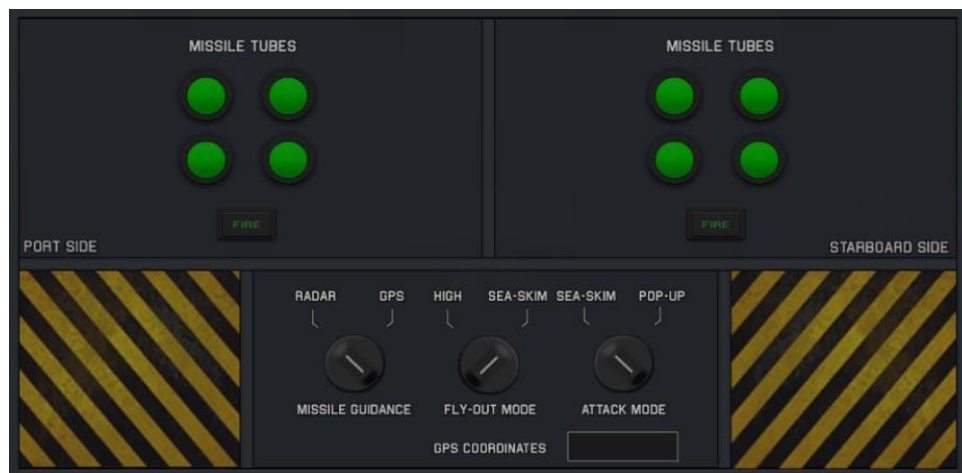 MISSILE TUBES
MISSILE TUBES
FIRE
FIRE
PORT SIDE
STARBOARD SIDE
RADAR GPS HIGH SEA-SKIM SEA-SKIM POP-UP
MISSILE GUIDANCE FLY-OUT MODE ATTACK MODE
GPS COORDINATES